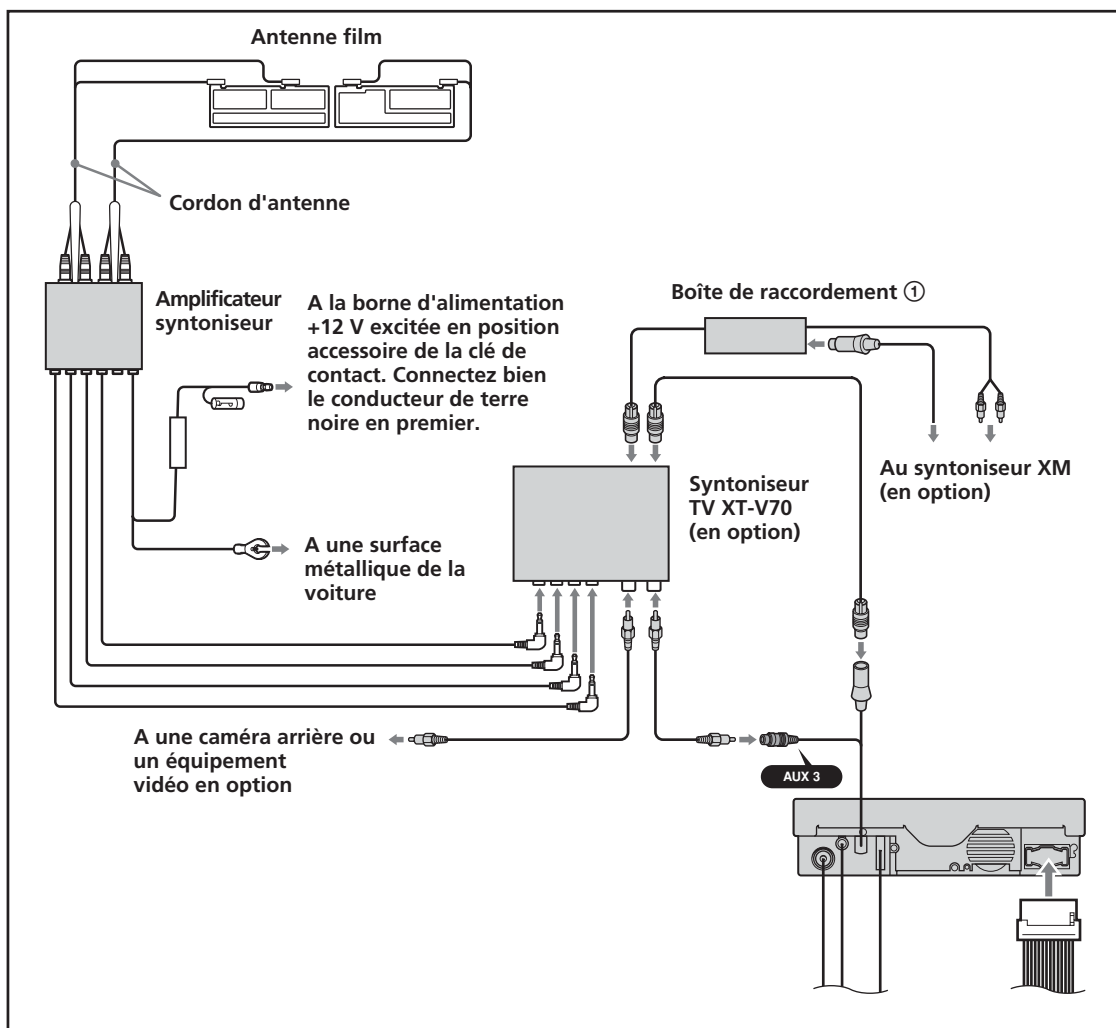 Antenne film
Cordon d'antenne
Amplificateur
syntoniseur
A la borne d'alimentation
+12 V excitée en position
accessoire de la clé de
contact. Connectez bien
le conducteur de terre
noire en premier.
Boîte de raccordement ①
Au syntoniseur XM
(en option)
Syntoniseur
TV XT-V70
(en option)
A une surface
métallique de la
voiture
A une caméra arrière ou
un équipement
vidéo en option
AUX 3